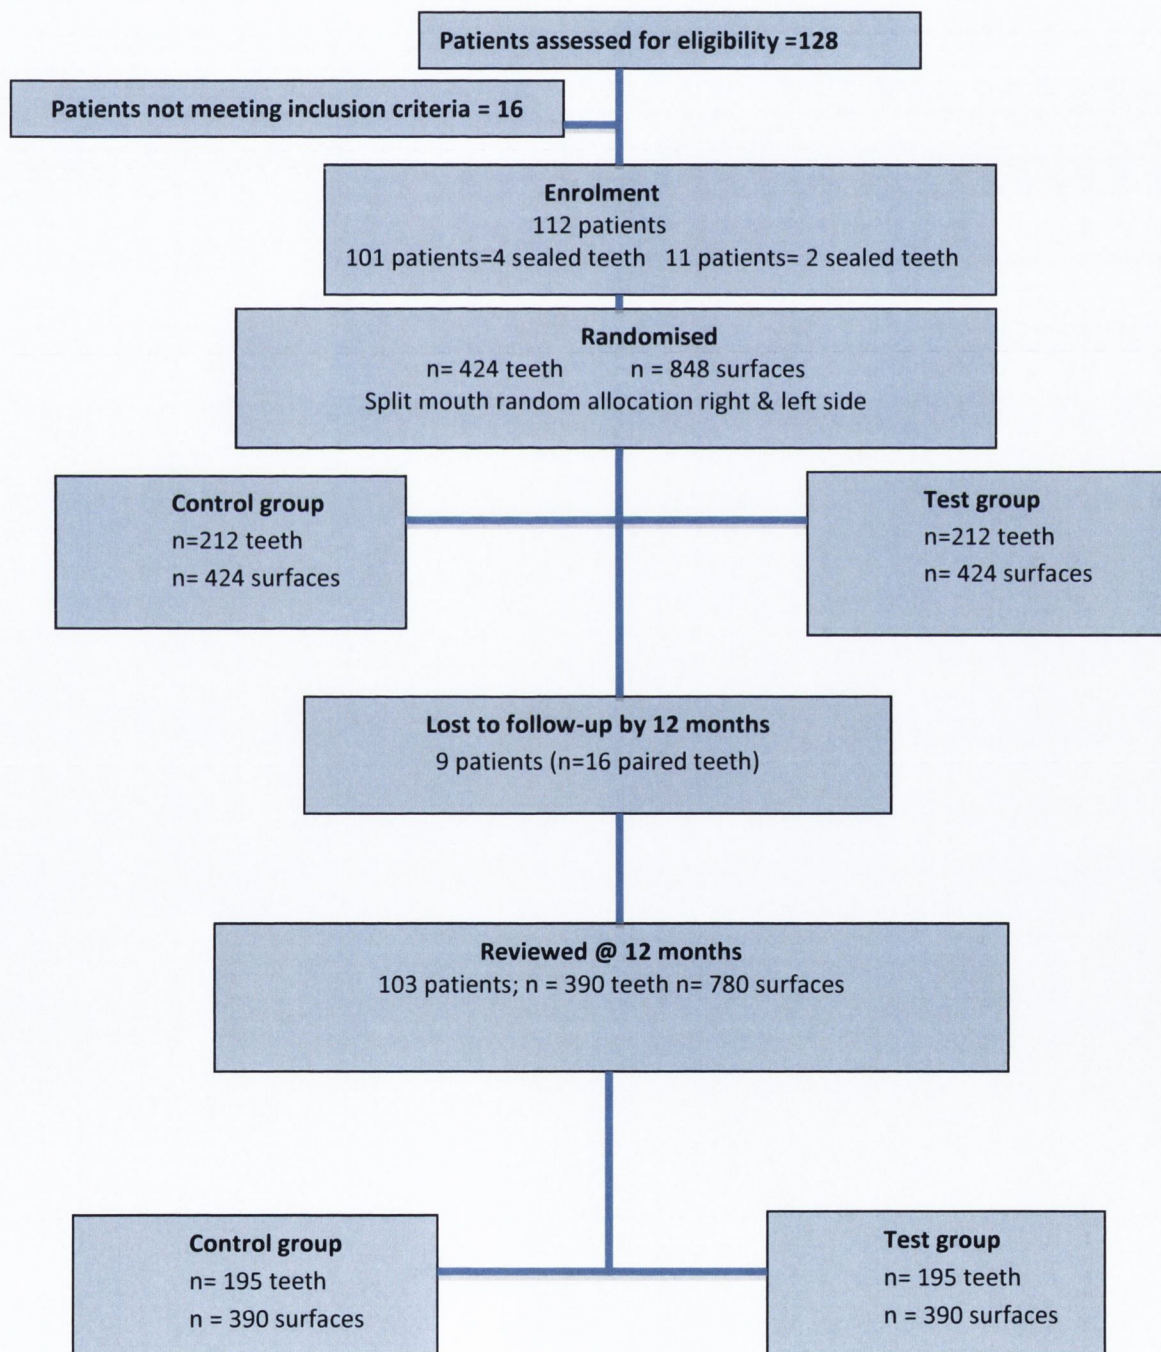 Patients assessed for eligibility =128
Patients not meeting inclusion criteria = 16
Enrolment
112 patients
101 patients=4 sealed teeth 11 patients= 2 sealed teeth
Randomised
n= 424 teeth n = 848 surfaces
Split mouth random allocation right & left side
Control group
n=212 teeth
n= 424 surfaces
Test group
n=212 teeth
n= 424 surfaces
Lost to follow-up by 12 months
9 patients (n=16 paired teeth)
Reviewed @ 12 months
103 patients; n = 390 teeth n= 780 surfaces
Control group
n= 195 teeth
n = 390 surfaces
Test group
n= 195 teeth
n = 390 surfaces